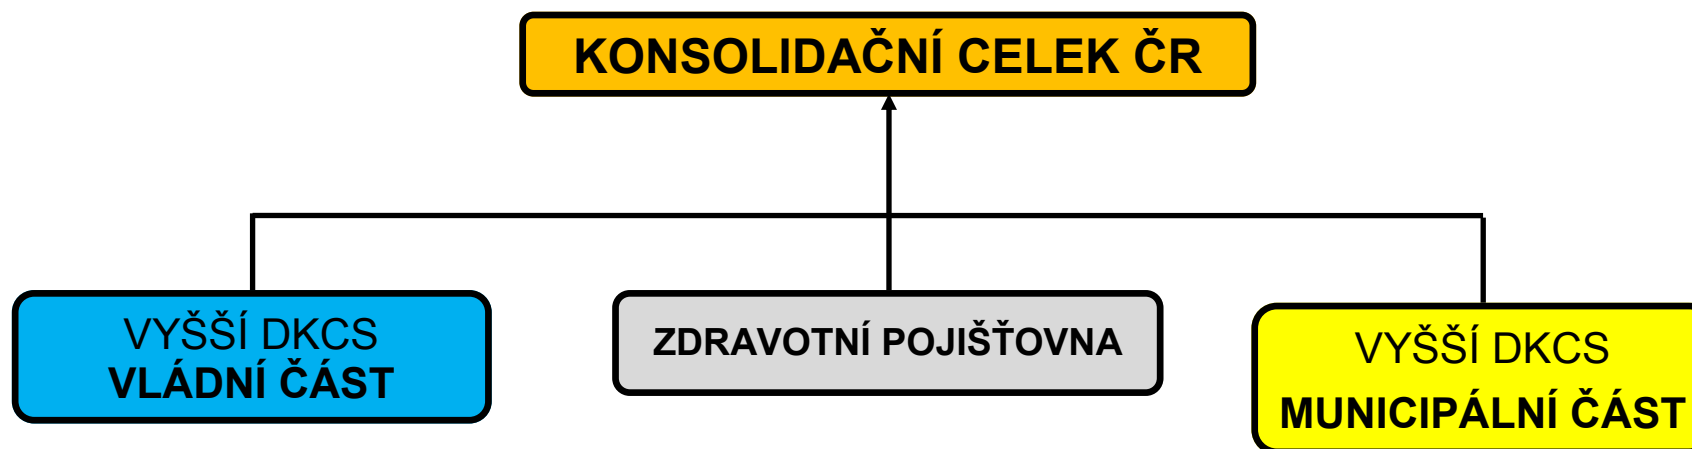 KONSOLIDAČNÍ CELEK ČR
VYŠŠÍ DKCS
VLÁDNÍ ČÁST
ZDRAVOTNÍ POJIŠŤOVNA
VYŠŠÍ DKCS
MUNICIPÁLNÍ ČÁST